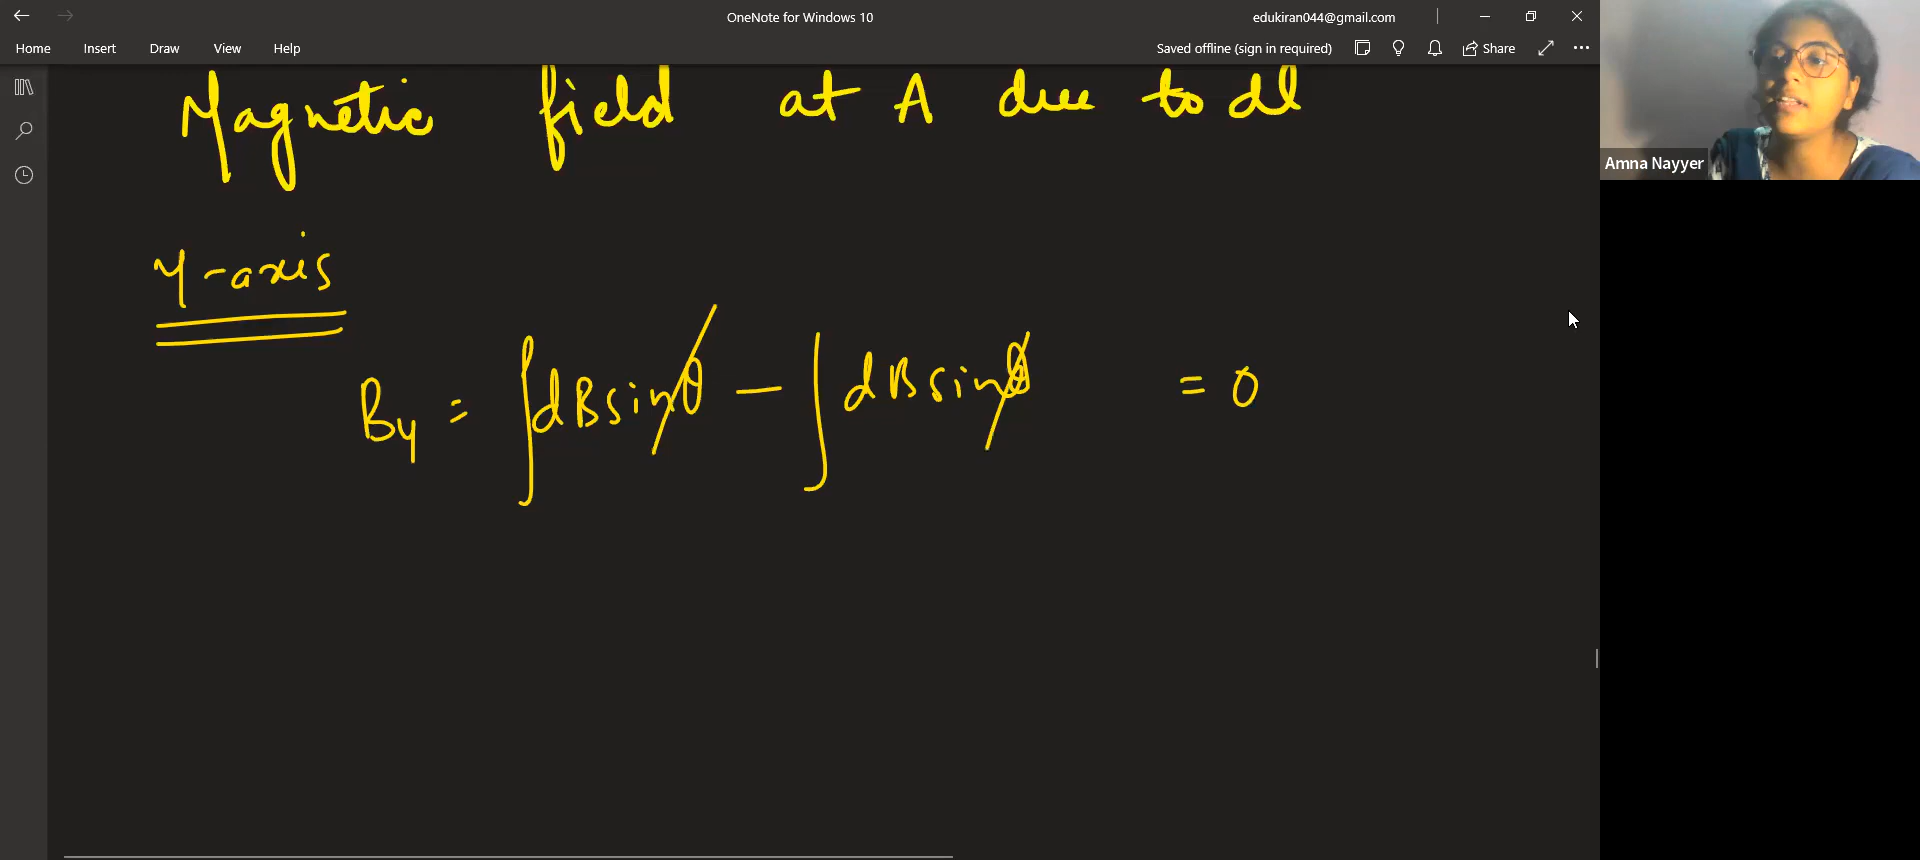 OneNote for Windows 10
edukiran044@gmail.com
Home Insert Draw View Help
Saved offline (sign in required)
Share
Magnetic field at A due to dl
Amna Nayyer
Y-axis
By = ∫dBsinθ − ∫dBsinθ = 0